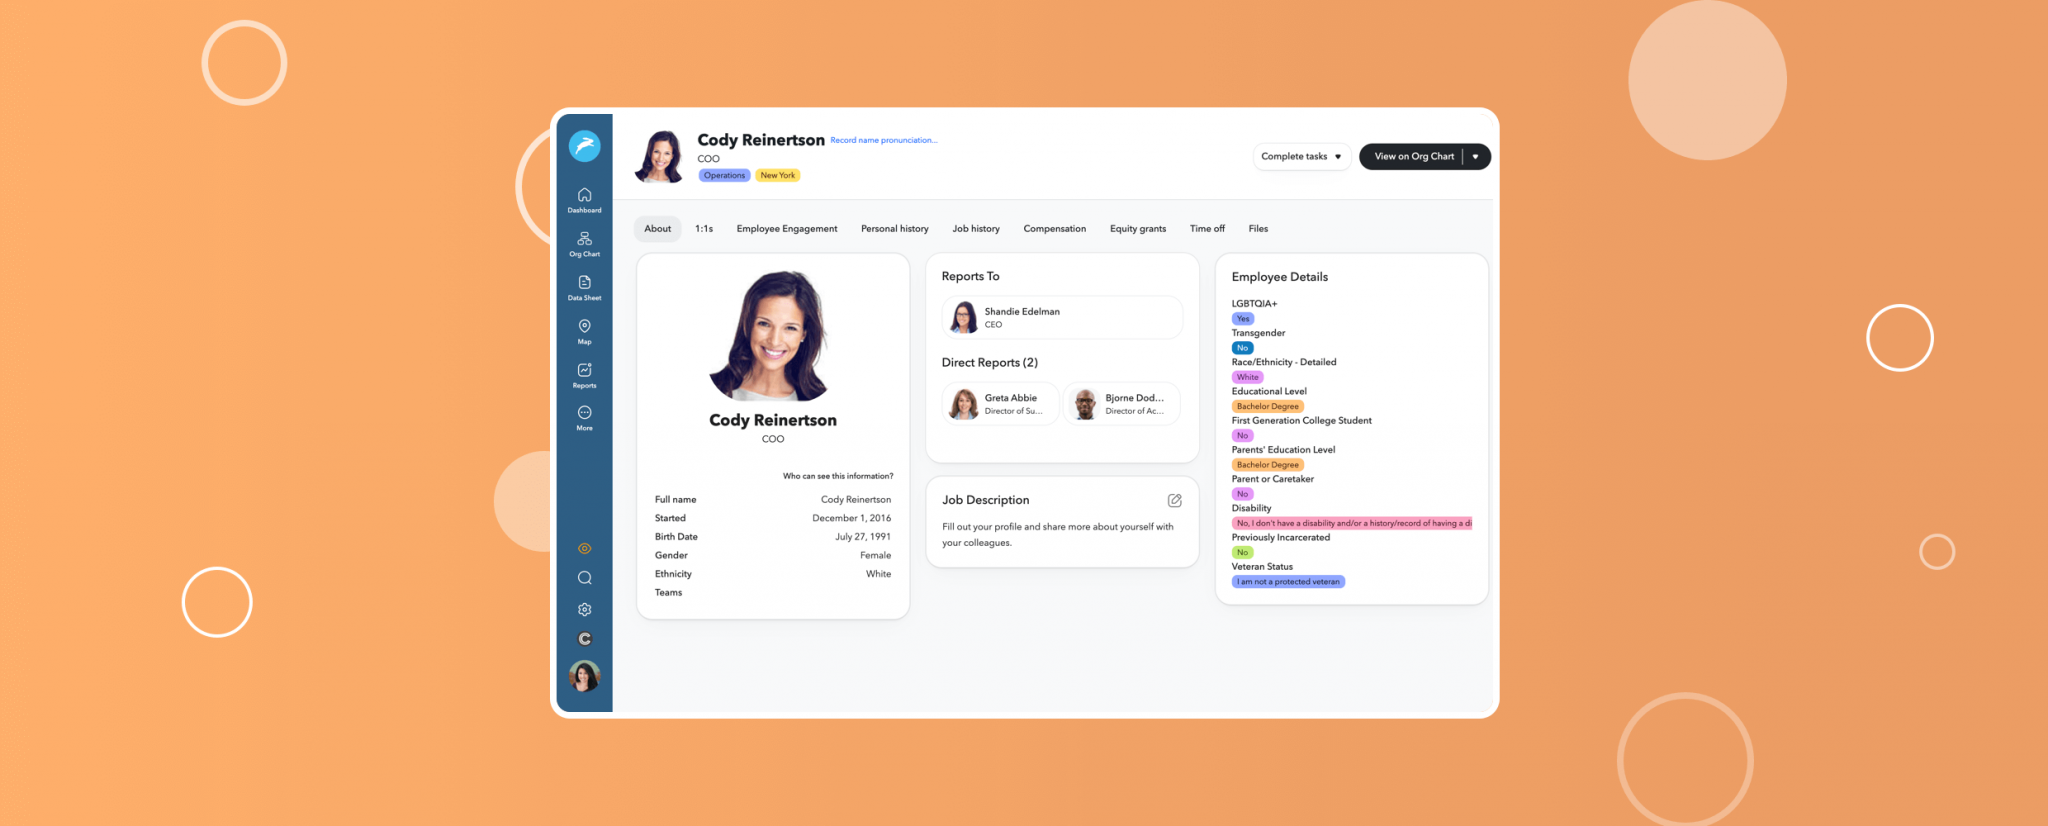 Cody Reinertson Record name pronunciation...
COO
Operations New York
Complete tasks
View on Org Chart
Dashboard
Org Chart
Data Sheet
Map
Reports
More
About 1:1s Employee Engagement Personal history Job history Compensation Equity grants Time off Files
Cody Reinertson
COO
Who can see this information?
Full name Cody Reinertson
Started December 1, 2016
Birth Date July 27, 1991
Gender Female
Ethnicity White
Teams
Reports To
Shandie Edelman
CEO
Direct Reports (2)
Greta Abbie
Director of Su...
Bjorne Dod...
Director of Ac...
Job Description
Fill out your profile and share more about yourself with
your colleagues.
Employee Details
LGBTQIA+
Yes
Transgender
No
Race/Ethnicity - Detailed
White
Educational Level
Bachelor Degree
First Generation College Student
No
Parents' Education Level
Bachelor Degree
Parent or Caretaker
No
Disability
No, I don't have a disability and/or a history/record of having a di
Previously Incarcerated
No
Veteran Status
I am not a protected veteran